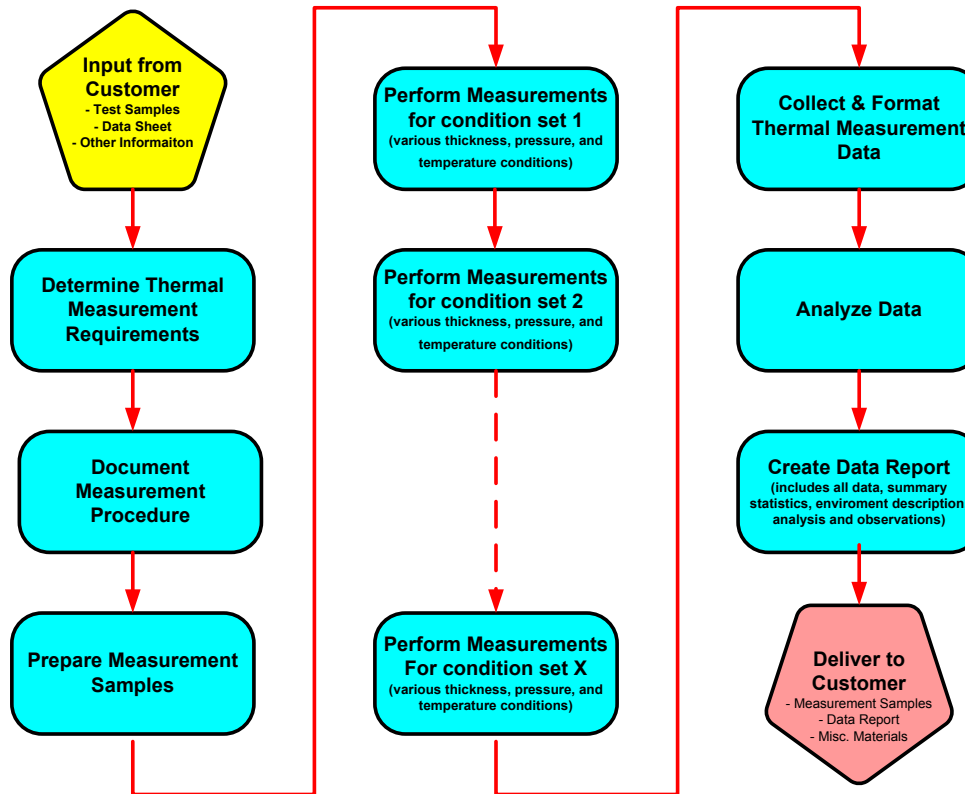 Input from
Customer
- Test Samples
- Data Sheet
- Other Informaiton
Determine Thermal
Measurement
Requirements
Document
Measurement
Procedure
Prepare Measurement
Samples
Perform Measurements
for condition set 1
(various thickness, pressure, and
temperature conditions)
Perform Measurements
for condition set 2
(various thickness, pressure, and
temperature conditions)
Perform Measurements
For condition set X
(various thickness, pressure, and
temperature conditions)
Collect & Format
Thermal Measurement
Data
Analyze Data
Create Data Report
(includes all data, summary
statistics, enviroment description
analysis and observations)
Deliver to
Customer
- Measurement Samples
- Data Report
- Misc. Materials